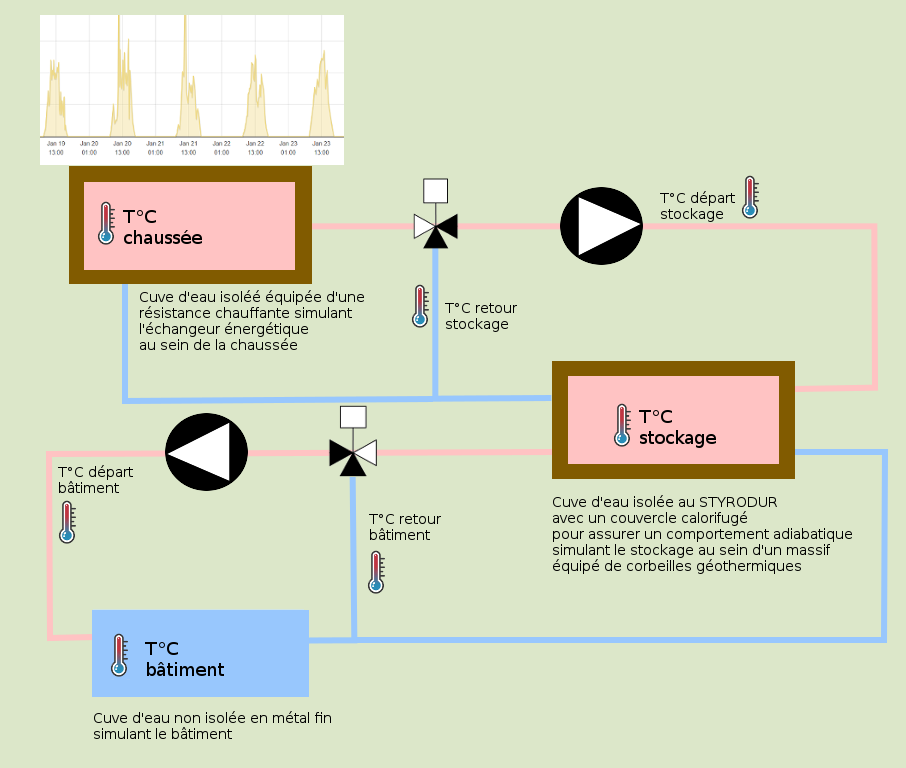 Jan 19 Jan 20 Jan 20 Jan 21 Jan 21 Jan 22 Jan 22 Jan 23 Jan 23
13:00 01:00 13:00 01:00 13:00 01:00 13:00 01:00 13:00
T°C
chaussée
T°C départ
stockage
Cuve d'eau isoléé équipée d'une
résistance chauffante simulant
l'échangeur énergétique
au sein de la chaussée
T°C retour
stockage
T°C
stockage
T°C départ
bâtiment
Cuve d'eau isolée au STYRODUR
avec un couvercle calorifugé
pour assurer un comportement adiabatique
simulant le stockage au sein d'un massif
équipé de corbeilles géothermiques
T°C retour
bâtiment
T°C
bâtiment
Cuve d'eau non isolée en métal fin
simulant le bâtiment